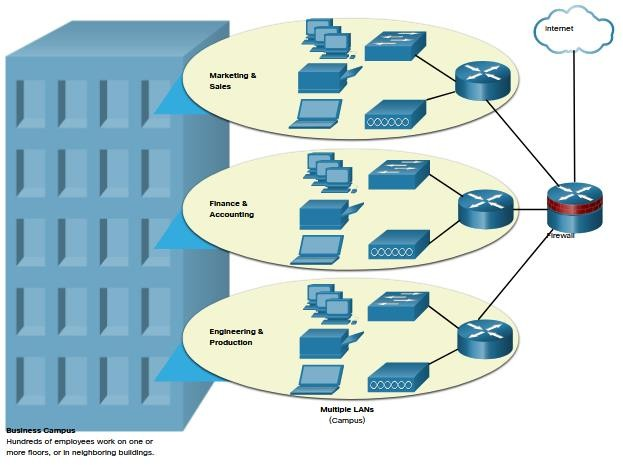 Internet
Marketing &
Sales
Finance &
Accounting
Firewall
Engineering &
Production
Multiple LANs
(Campus)
Business Campus
Hundreds of employees work on one or
more floors, or in neighboring buildings.